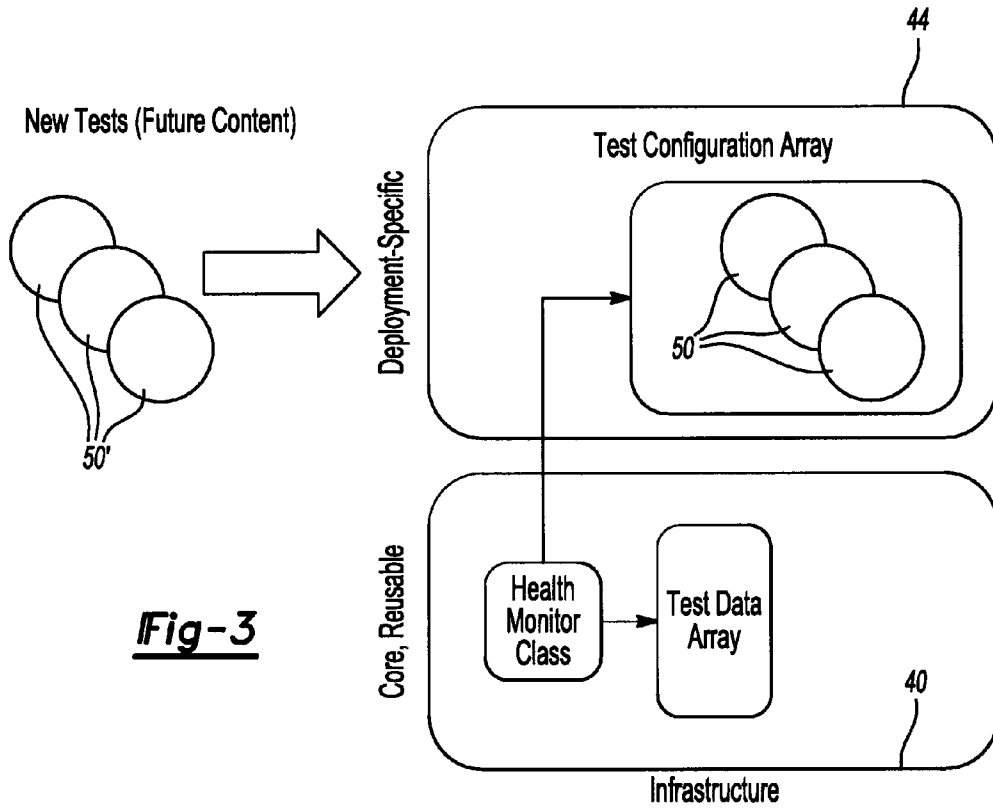 44
New Tests (Future Content)
Test Configuration Array
Deployment-Specific
50
50'
Core, Reusable
Health
Monitor
Class
Test Data
Array
Fig-3
40
Infrastructure